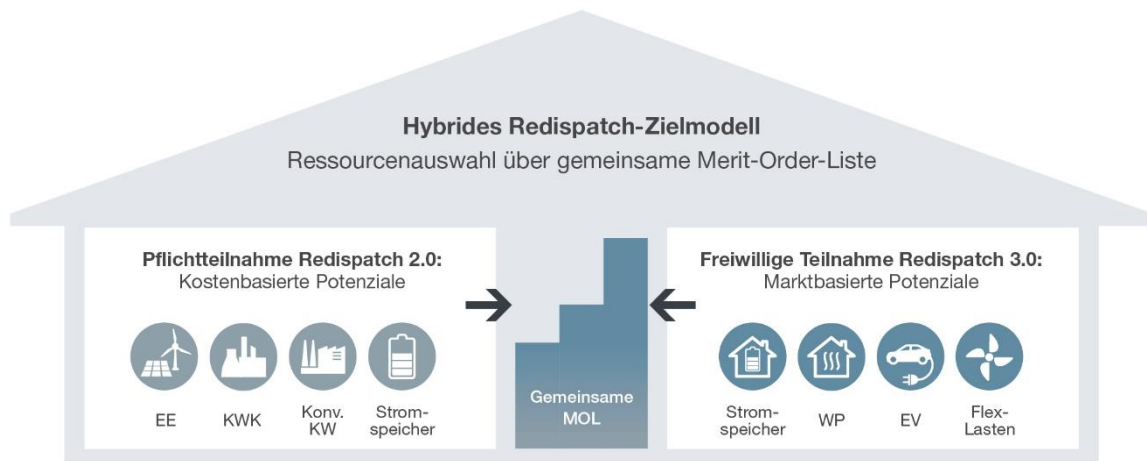 Hybrides Redispatch-Zielmodell
Ressourcenauswahl über gemeinsame Merit-Order-Liste
Pflichtteilnahme Redispatch 2.0:
Kostenbasierte Potenziale
EE
KWK
Konv.
KW
Strom-
speicher
Gemeinsame
MOL
Freiwillige Teilnahme Redispatch 3.0:
Marktbasierte Potenziale
Strom-
speicher
WP
EV
Flex-
Lasten